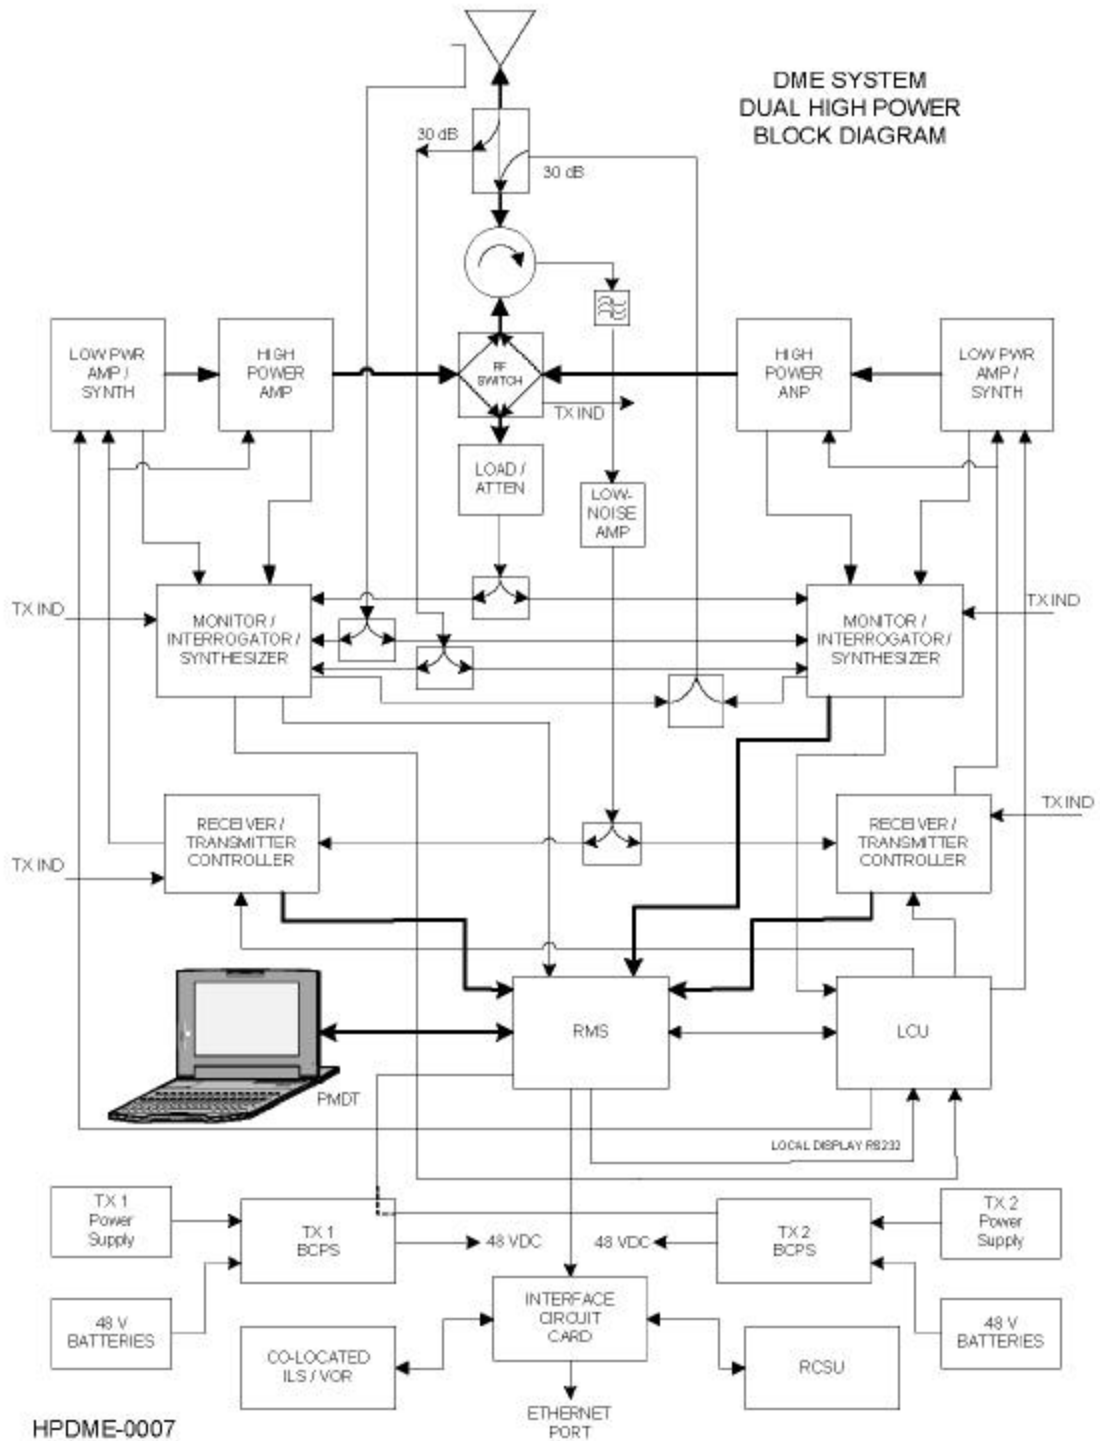 DME SYSTEM
DUAL HIGH POWER
BLOCK DIAGRAM
30 dB
30 dB
LOW PWR
AMP /
SYNTH
HIGH
POWER
AMP
RF
SWITCH
TX IND
HIGH
POWER
ANP
LOW PWR
AMP /
SYNTH
LOAD /
ATTEN
LOW-
NOISE
AMP
TX IND
MONITOR /
INTERROGATOR /
SYNTHESIZER
MONITOR /
INTERROGATOR /
SYNTHESIZER
TX IND
RECEIVER /
TRANSMITTER
CONTROLLER
TX IND
RECEIVER /
TRANSMITTER
CONTROLLER
TX IND
RMS
LCU
PMDT
LOCAL DISPLAY RS232
TX 1
Power
Supply
TX 1
BCPS
48 VDC
48 VDC
TX 2
BCPS
TX 2
Power
Supply
48 V
BATTERIES
INTERFACE
CIRCUIT
CARD
48 V
BATTERIES
CO-LOCATED
ILS / VOR
RCSU
ETHERNET
PORT
HPDME-0007